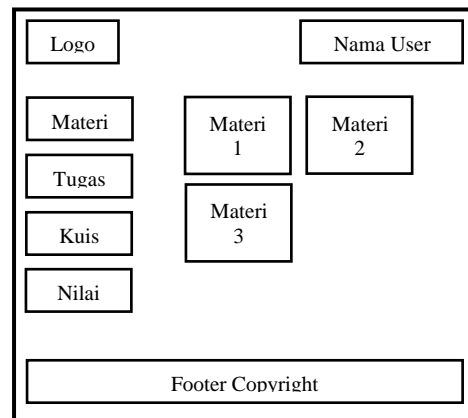 Logo
Nama User
Materi
Tugas
Kuis
Nilai
Materi
1
Materi
2
Materi
3
Footer Copyright